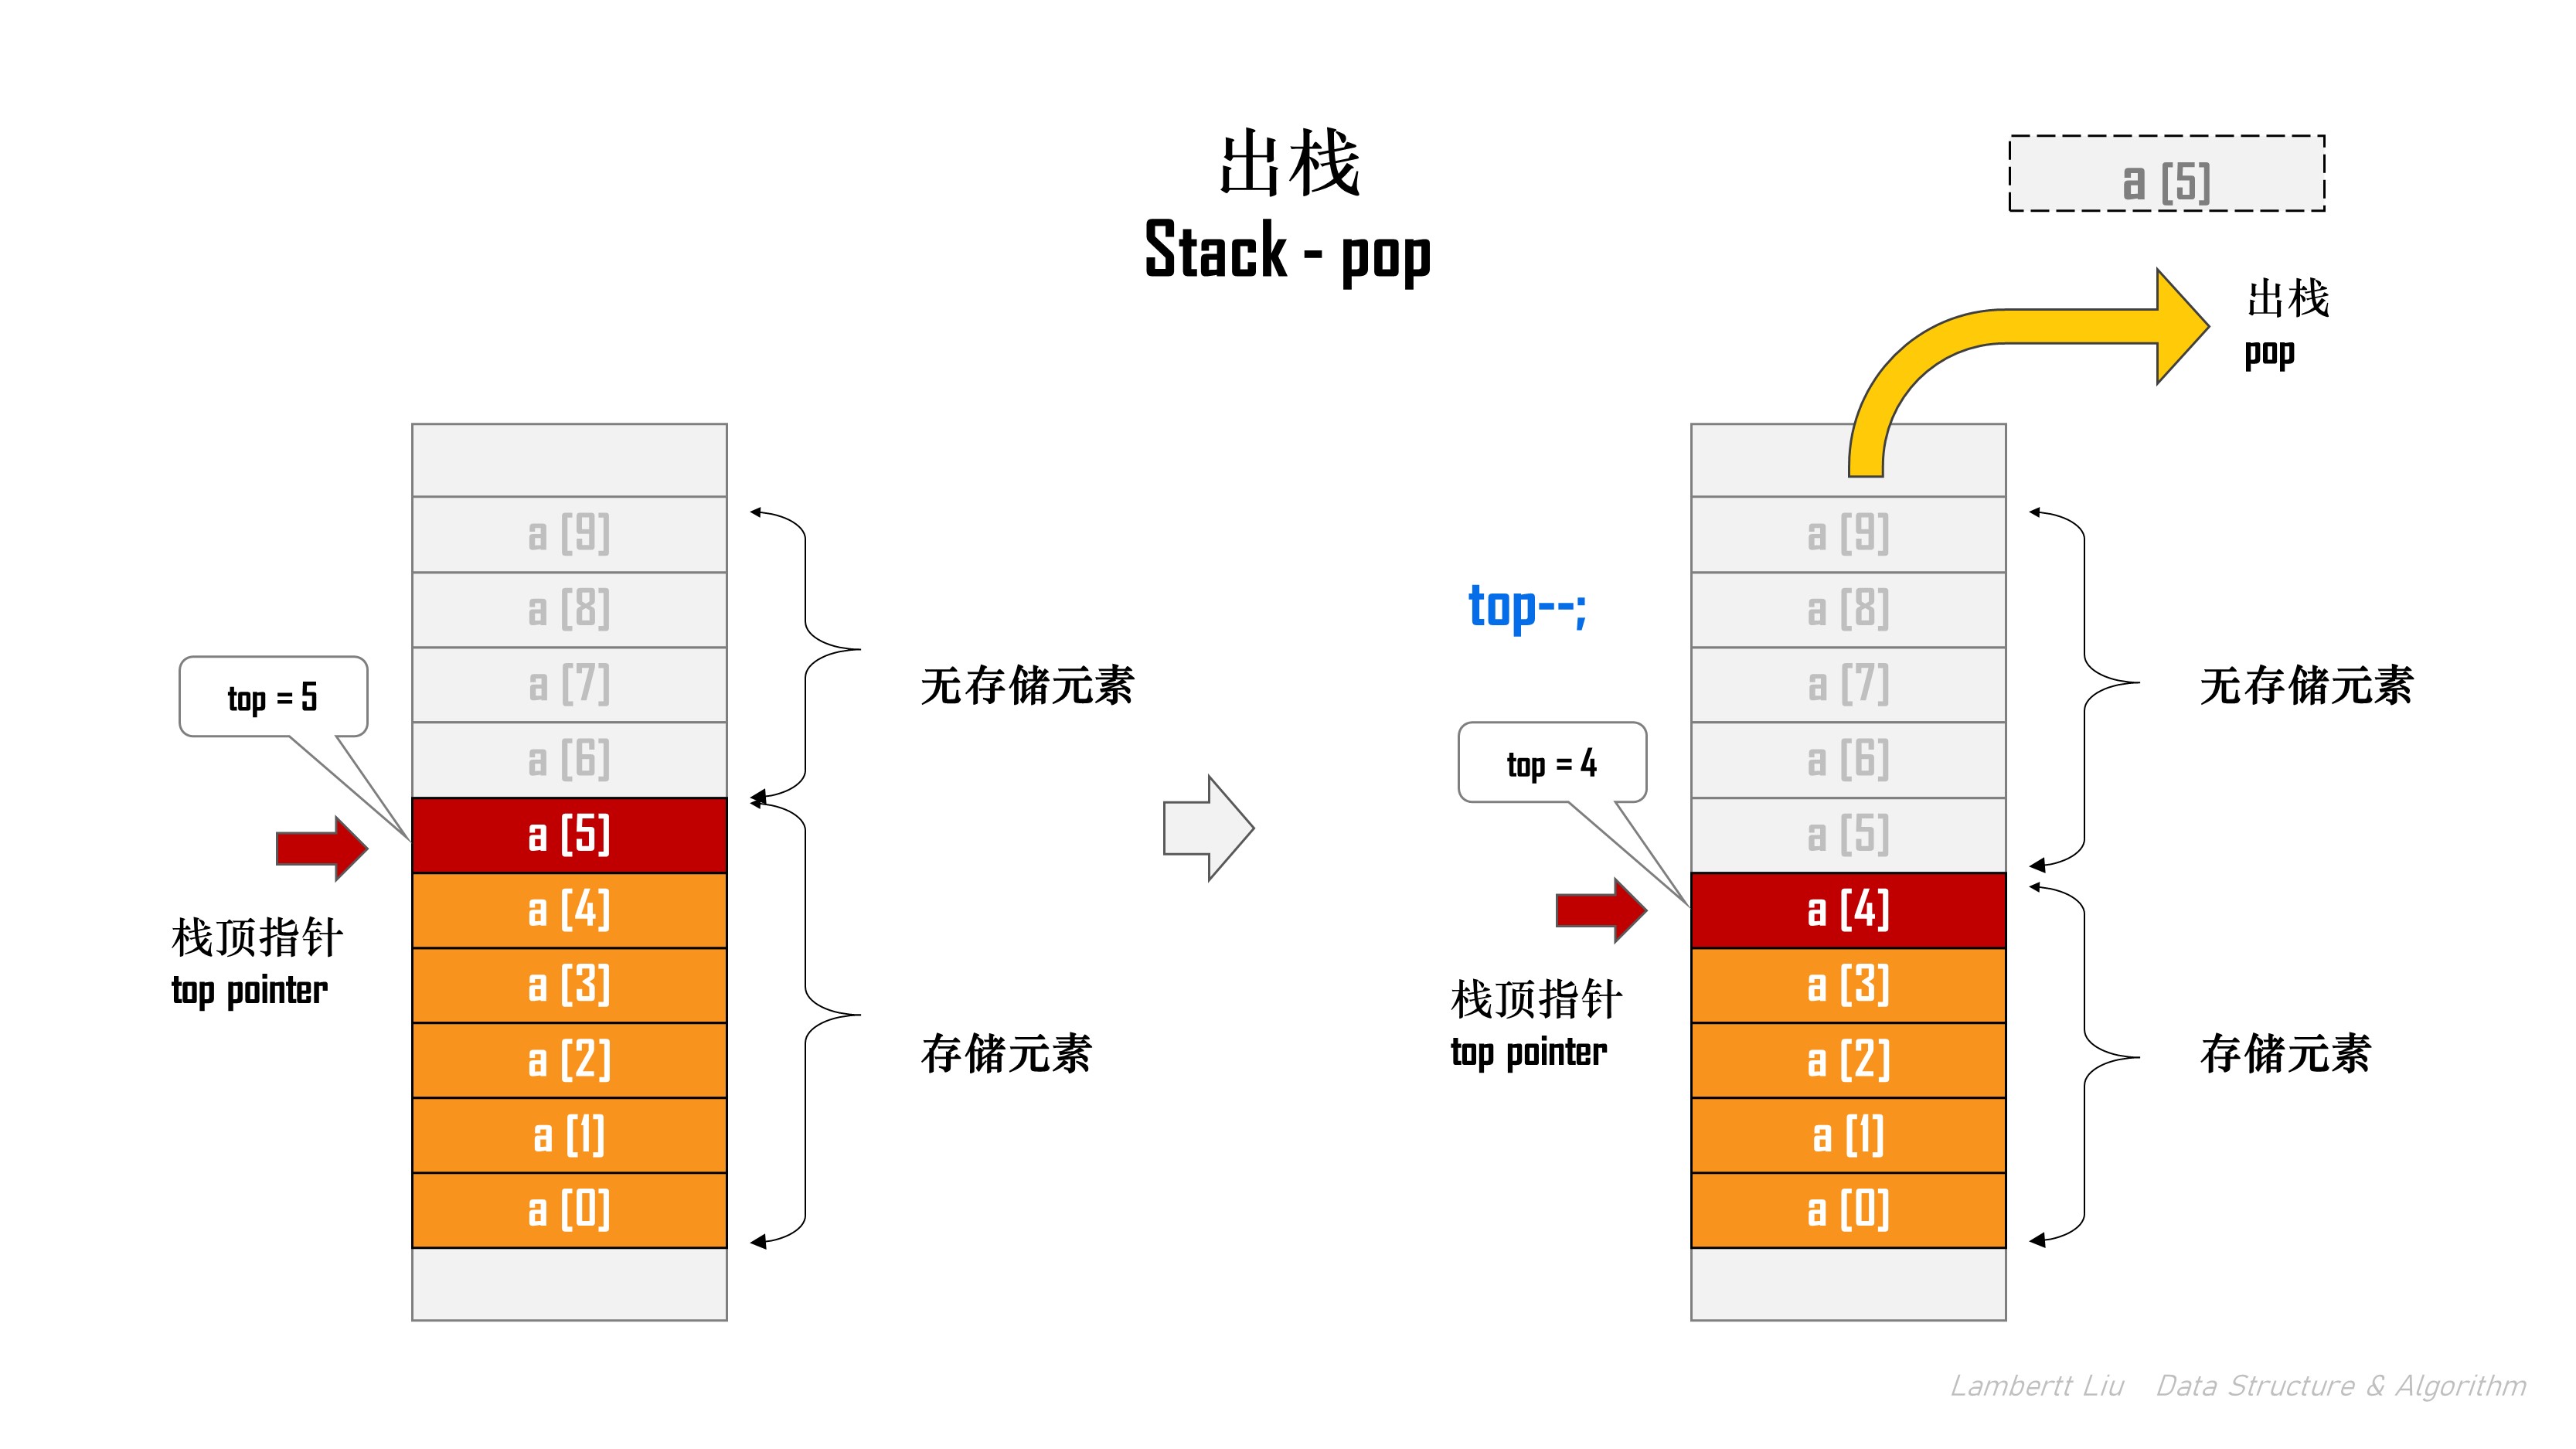 出栈
Stack - pop
a [9]
a [8]
a [7]
a [6]
a [5]
a [4]
a [3]
a [2]
a [1]
a [0]
top = 5
栈顶指针
top pointer
无存储元素
存储元素
a [5]
出栈
pop
top--;
top = 4
栈顶指针
top pointer
a [9]
a [8]
a [7]
a [6]
a [5]
a [4]
a [3]
a [2]
a [1]
a [0]
无存储元素
存储元素
Lambertt Liu Data Structure & Algorithm